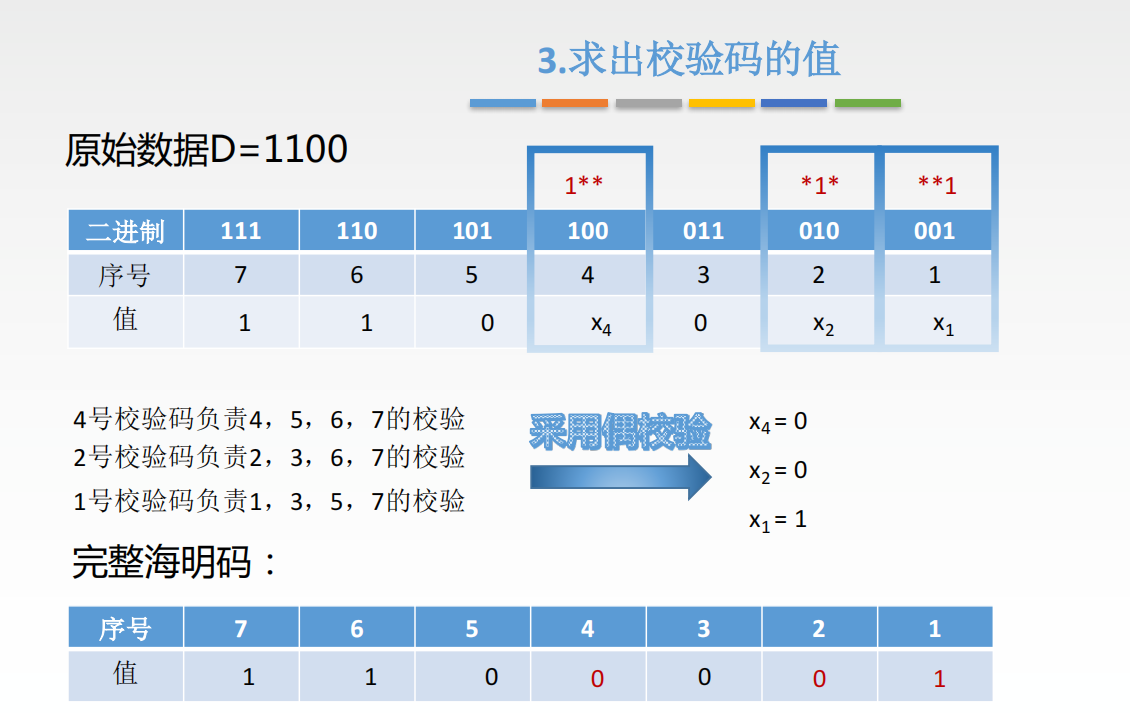 3.求出校验码的值
原始数据D=1100
1** *1* **1
二进制 111 110 101 100 011 010 001
序号 7 6 5 4 3 2 1
值 1 1 0 x4 0 x2 x1
4号校验码负责4，5，6，7的校验
2号校验码负责2，3，6，7的校验
1号校验码负责1，3，5，7的校验
采用偶校验
x4 = 0
x2 = 0
x1 = 1
完整海明码：
序号 7 6 5 4 3 2 1
值 1 1 0 0 0 0 1